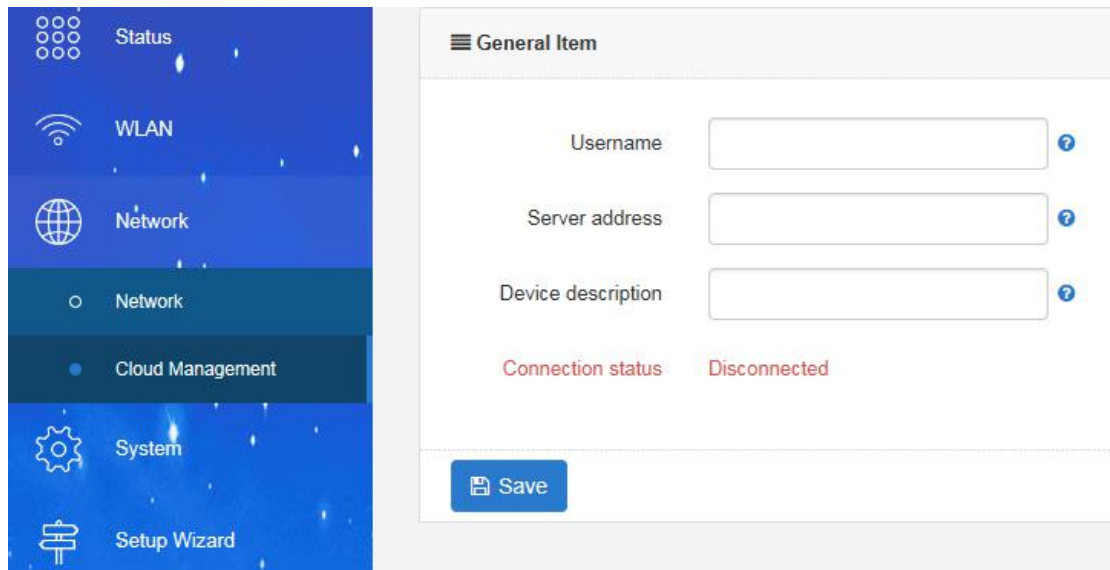 Status
WLAN
Network
Network
Cloud Management
System
Setup Wizard
General Item
Username
Server address
Device description
Connection status Disconnected
Save